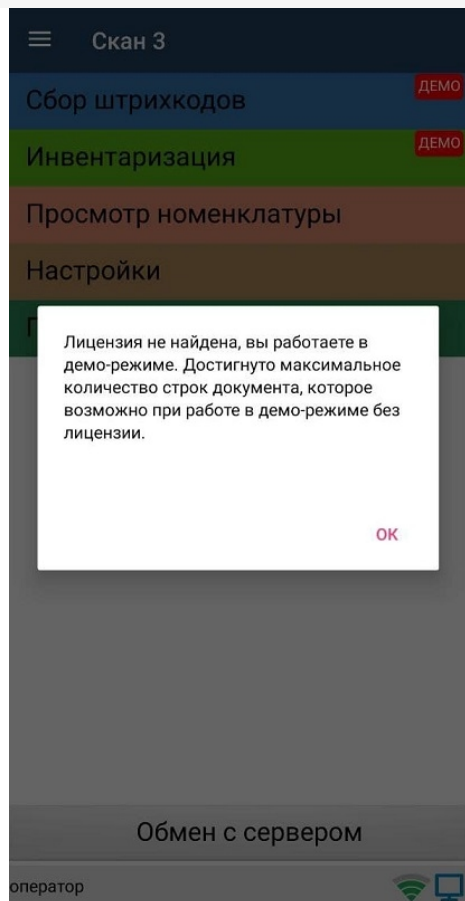 Скан 3
Сбор штрихкодов
ДЕМО
Инвентаризация
ДЕМО
Просмотр номенклатуры
Настройки
Лицензия не найдена, вы работаете в
демо-режиме. Достигнуто максимальное
количество строк документа, которое
возможно при работе в демо-режиме без
лицензии.
ОК
Обмен с сервером
оператор